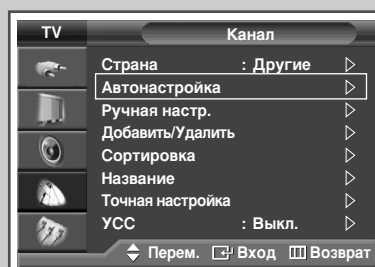 TV Канал
Страна : Другие
Автонастройка
Ручная настр.
Добавить/Удалить
Сортировка
Название
Точная настройка
УСС : Выкл.
Перем. Вход Возврат